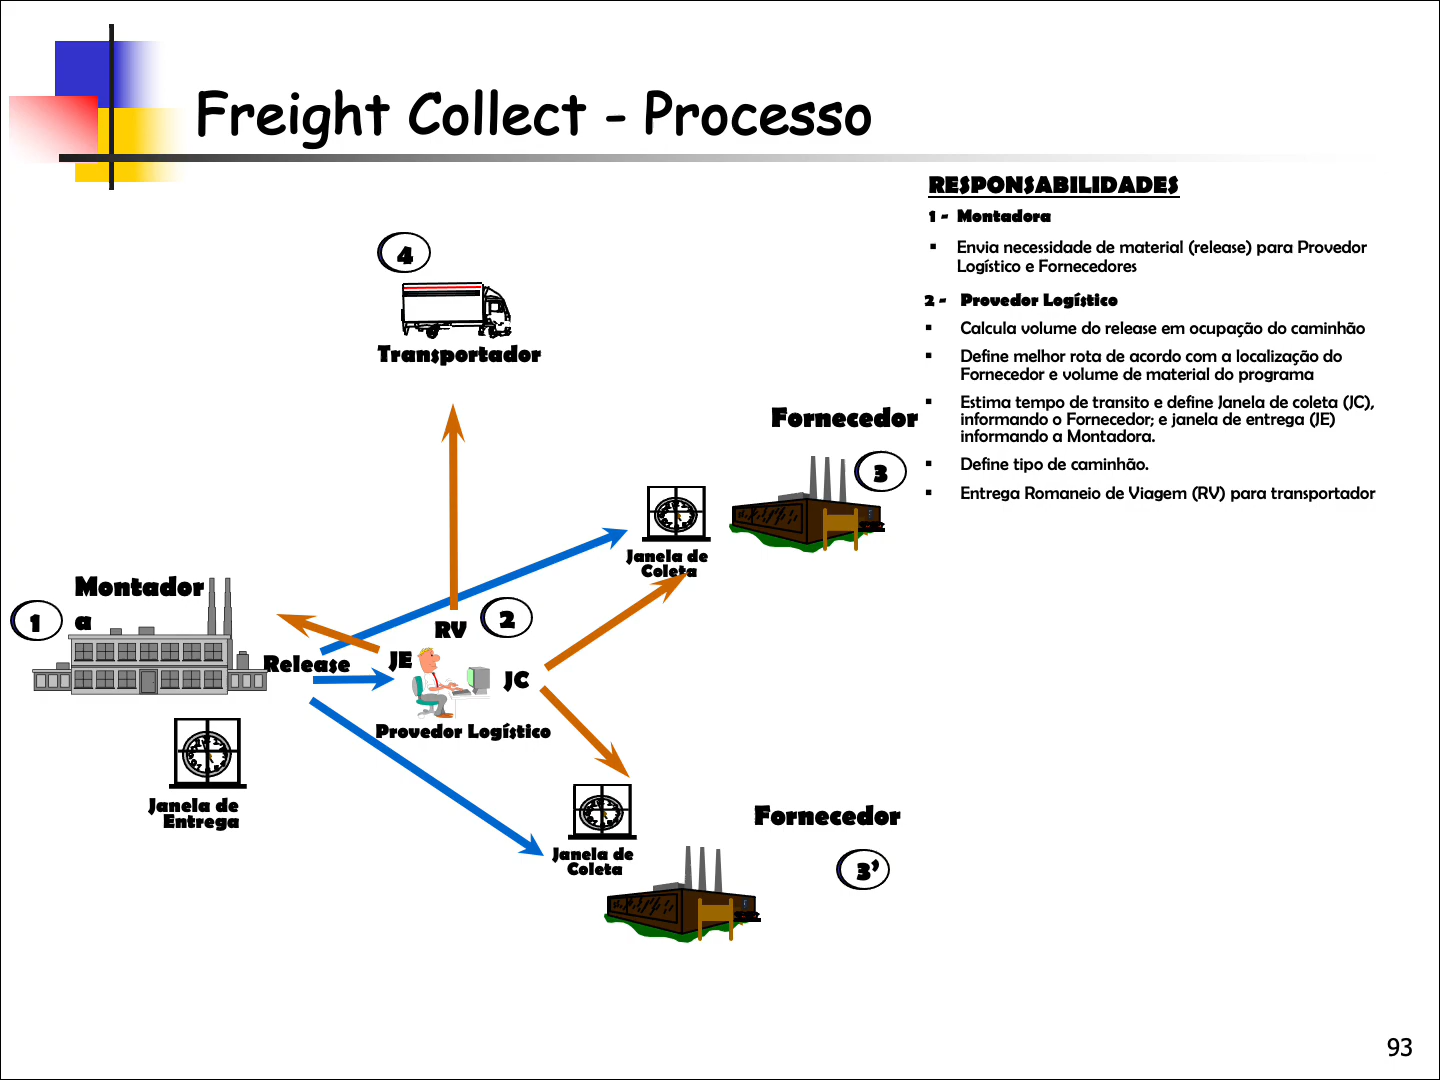 Freight Collect - Processo
RESPONSABILIDADES
1 - Montadora
▪ Envia necessidade de material (release) para Provedor
Logístico e Fornecedores
2 - Provedor Logístico
▪ Calcula volume do release em ocupação do caminhão
▪ Define melhor rota de acordo com a localização do
Fornecedor e volume de material do programa
▪ Estima tempo de transito e define Janela de coleta (JC),
informando o Fornecedor; e janela de entrega (JE)
informando a Montadora.
▪ Define tipo de caminhão.
▪ Entrega Romaneio de Viagem (RV) para transportador
4
Transportador
Fornecedor
3
Janela de
Coleta
Montador
a
1
2
RV
Release
JE
JC
Provedor Logístico
Janela de
Entrega
Fornecedor
Janela de
Coleta
3’
93